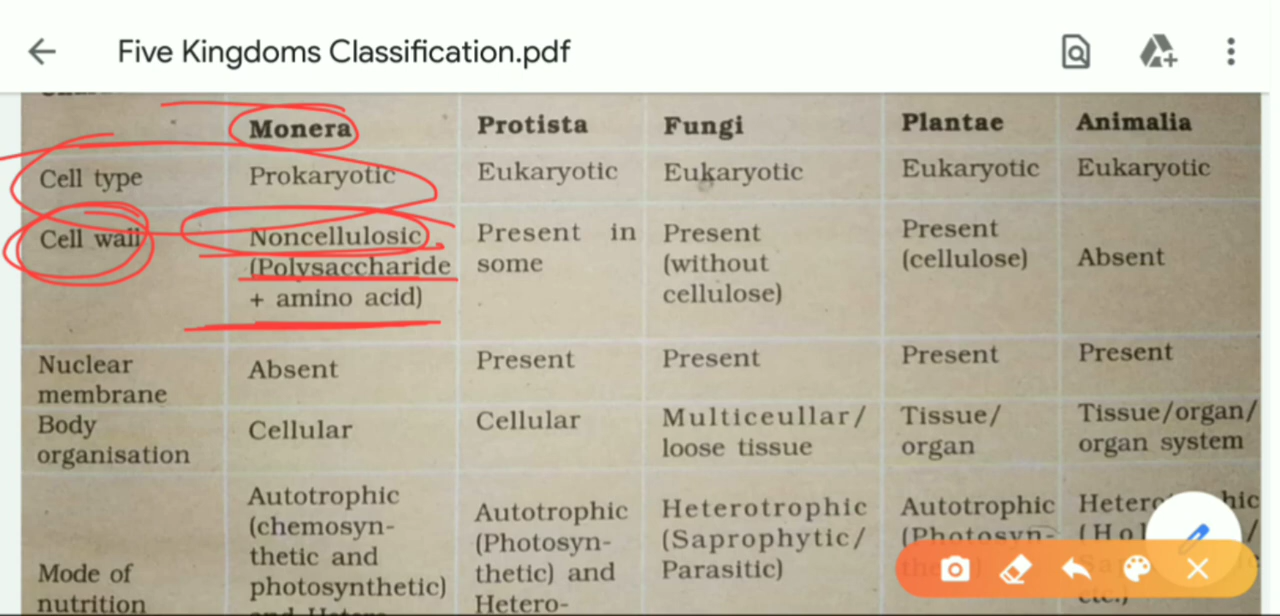 Five Kingdoms Classification.pdf
Monera Protista Fungi Plantae Animalia
Cell type Prokaryotic Eukaryotic Eukaryotic Eukaryotic Eukaryotic
Cell wall Noncellulosic Present in Present Present Absent
(Polysaccharide some (without (cellulose)
+ amino acid) cellulose)
Nuclear Absent Present Present Present Present
membrane
Body Cellular Cellular Multiceullar/ Tissue/ Tissue/organ/
organisation loose tissue organ organ system
Autotrophic Autotrophic Heterotrophic Autotrophic
(chemosyn- (Photosyn- (Saprophytic/ (Photosyn-
thetic and thetic) and Parasitic)
Mode of photosynthetic) Hetero-
nutrition
etc.)